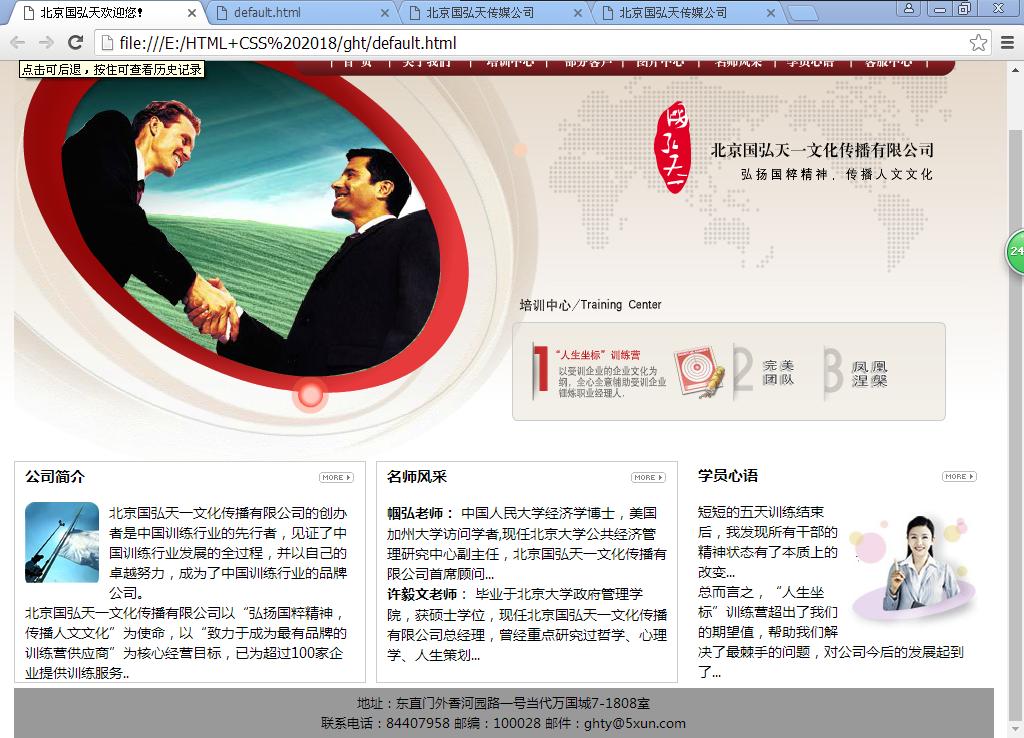 北京国弘天欢迎您!
default.html
北京国弘天传媒公司
北京国弘天传媒公司
file:///E:/HTML+CSS%202018/ght/default.html
点击可后退，按住可查看历史记录
| 首 页 | 关于我们 | 培训中心 | 部分客户 | 图片中心 | 名师风采 | 学员心语 | 客服中心 |
國弘天
北京国弘天一文化传播有限公司
弘扬国粹精神，传播人文文化
24
培训中心/Training Center
1
“人生坐标”训练营
以受训企业的企业文化为
纲，全心全意辅助受训企业
锻炼职业经理人.
2
完美
团队
3
凤凰
涅槃
公司简介
MORE
北京国弘天一文化传播有限公司的创办
者是中国训练行业的先行者，见证了中
国训练行业发展的全过程，并以自己的
卓越努力，成为了中国训练行业的品牌
公司。
北京国弘天一文化传播有限公司以“弘扬国粹精神，
传播人文文化”为使命，以“致力于成为最有品牌的
训练营供应商”为核心经营目标，已为超过100家企
业提供训练服务..
名师风采
MORE
帼弘老师： 中国人民大学经济学博士，美国
加州大学访问学者,现任北京大学公共经济管
理研究中心副主任，北京国弘天一文化传播有
限公司首席顾问...
许毅文老师： 毕业于北京大学政府管理学
院，获硕士学位，现任北京国弘天一文化传播
有限公司总经理，曾经重点研究过哲学、心理
学、人生策划...
学员心语
MORE
短短的五天训练结束
后，我发现所有干部的
精神状态有了本质上的
改变...
总而言之，“人生坐
标”训练营超出了我们
的期望值，帮助我们解
决了最棘手的问题，对公司今后的发展起到
了...
地址：东直门外香河园路一号当代万国城7-1808室
联系电话：84407958 邮编：100028 邮件：ghty@5xun.com